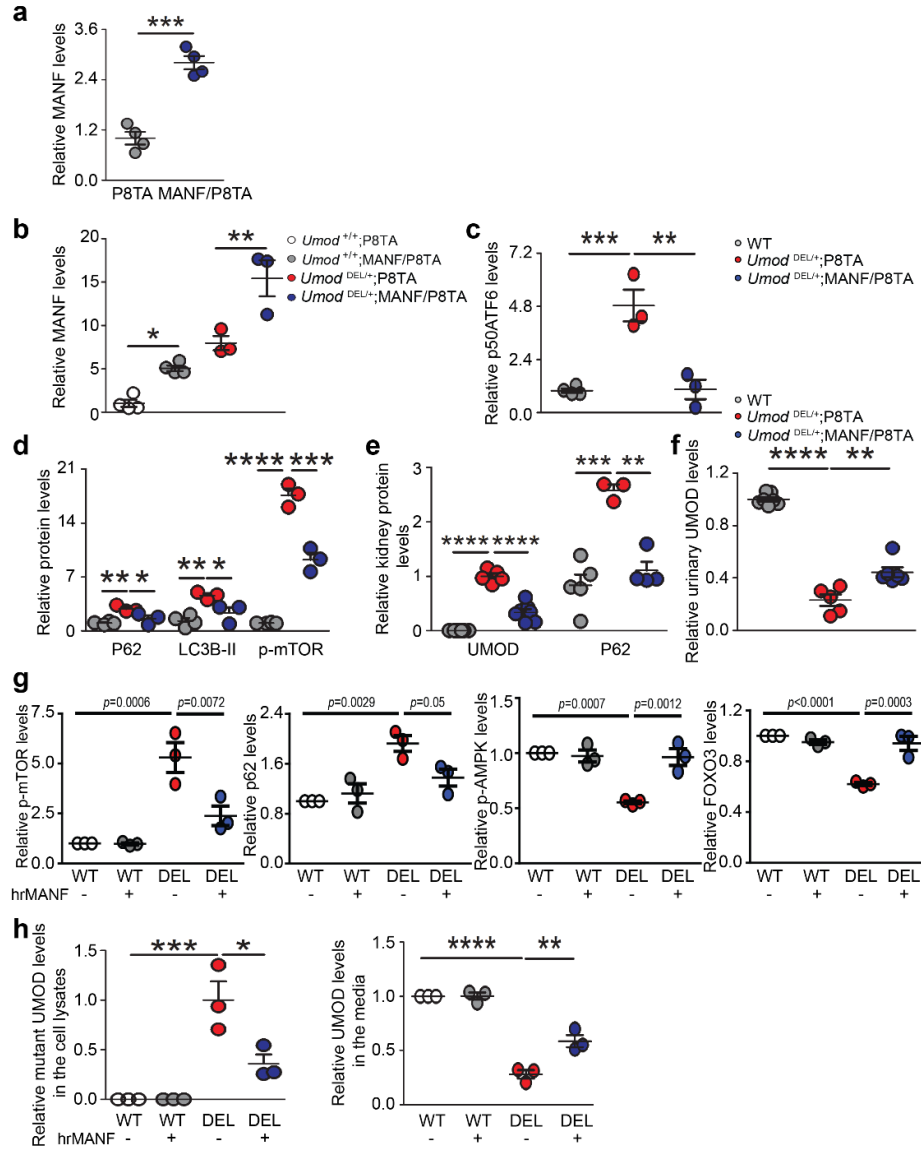 a
Relative MANF levels
3.6
2.4
1.2
0.0
***
P8TA MANF/P8TA
b
Relative MANF levels
20
15
10
5
0
*
**
Umod +/+;P8TA
Umod +/+;MANF/P8TA
Umod DEL/+;P8TA
Umod DEL/+;MANF/P8TA
c
Relative p50ATF6 levels
7.2
4.8
2.4
0.0
*** **
WT
Umod DEL/+;P8TA
Umod DEL/+;MANF/P8TA
WT
Umod DEL/+;P8TA
Umod DEL/+;MANF/P8TA
d
Relative protein levels
21
14
7
0
** *
** *
**** ***
P62 LC3B-II p-mTOR
e
Relative kidney protein
levels
3
2
1
0
**** ****
*** **
UMOD P62
f
Relative urinary UMOD levels
1.2
0.8
0.4
0.0
**** **
g
Relative p-mTOR levels
7.5
5.0
2.5
0.0
p=0.0006 p=0.0072
WT WT DEL DEL
hrMANF - + - +
Relative p62 levels
2.4
1.6
0.8
0.0
p=0.0029 p=0.05
WT WT DEL DEL
- + - +
Relative p-AMPK levels
1.5
1.0
0.5
0.0
p=0.0007 p=0.0012
WT WT DEL DEL
- + - +
Relative FOXO3 levels
1.2
0.8
0.4
0.0
p<0.0001 p=0.0003
WT WT DEL DEL
- + - +
h
Relative mutant UMOD levels
in the cell lysates
1.5
1.0
0.5
0.0
*** *
WT WT DEL DEL
hrMANF - + - +
Relative UMOD levels
in the media
1.5
1.0
0.5
0.0
**** **
WT WT DEL DEL
- + - +